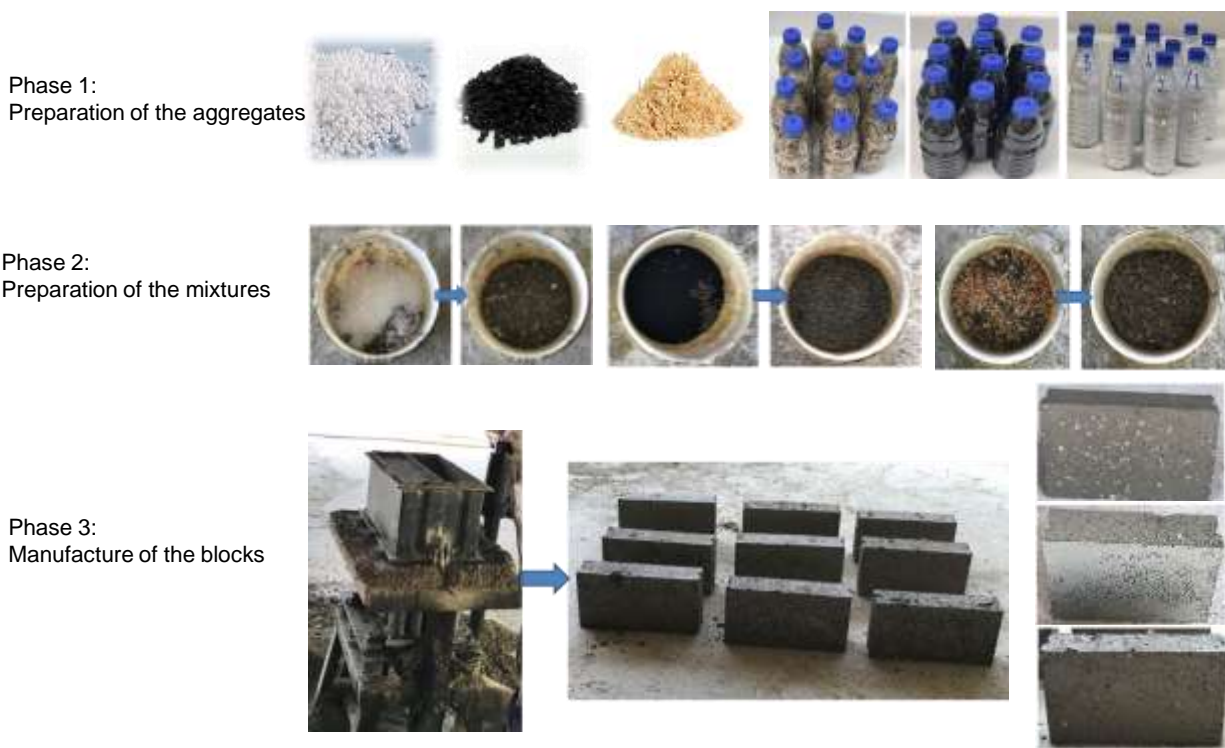 Phase 1:
Preparation of the aggregates
Phase 2:
Preparation of the mixtures
Phase 3:
Manufacture of the blocks